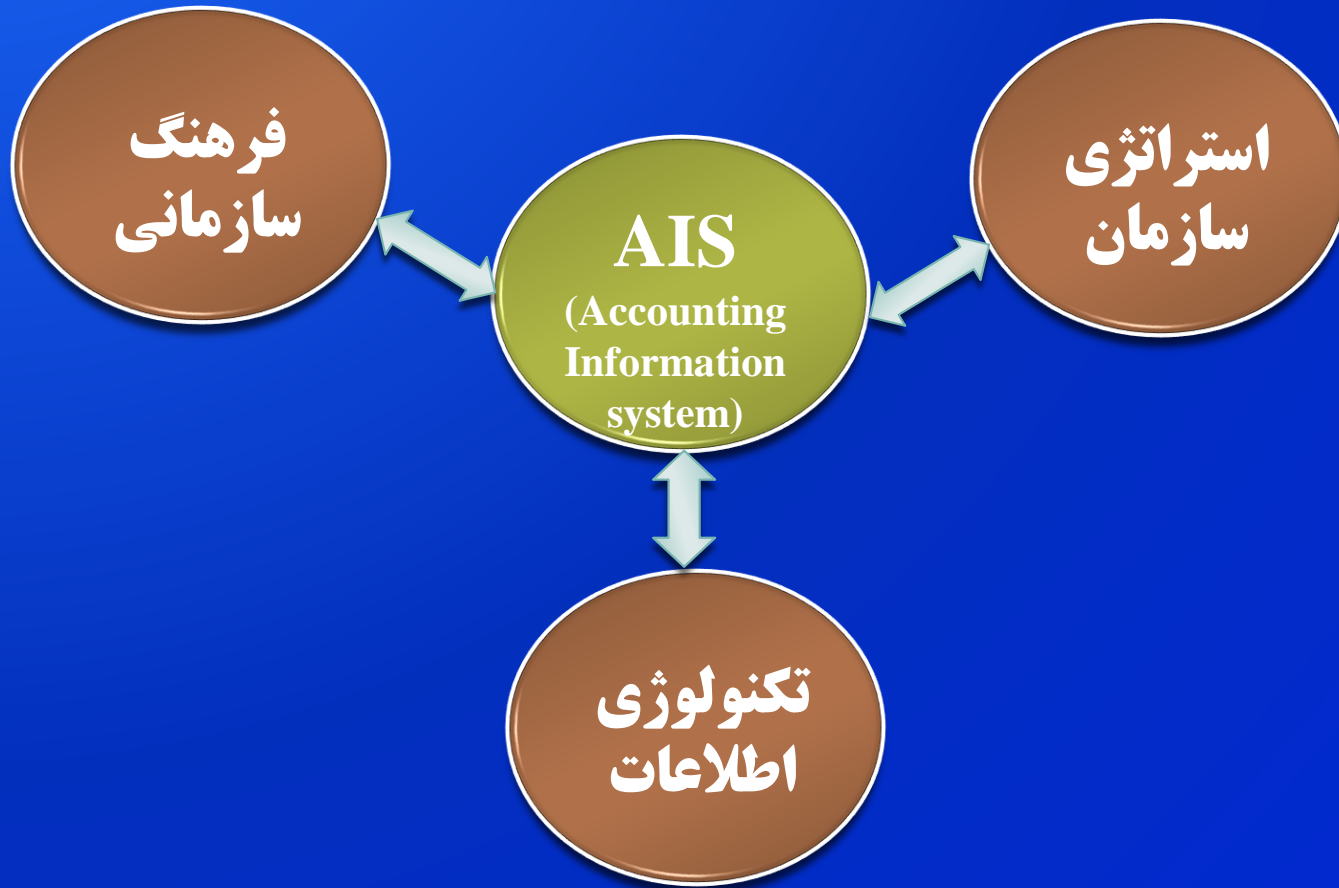 فرهنگ
سازمانی
استراتژی
سازمان
AIS
(Accounting
Information
system)
تکنولوژی
اطلاعات